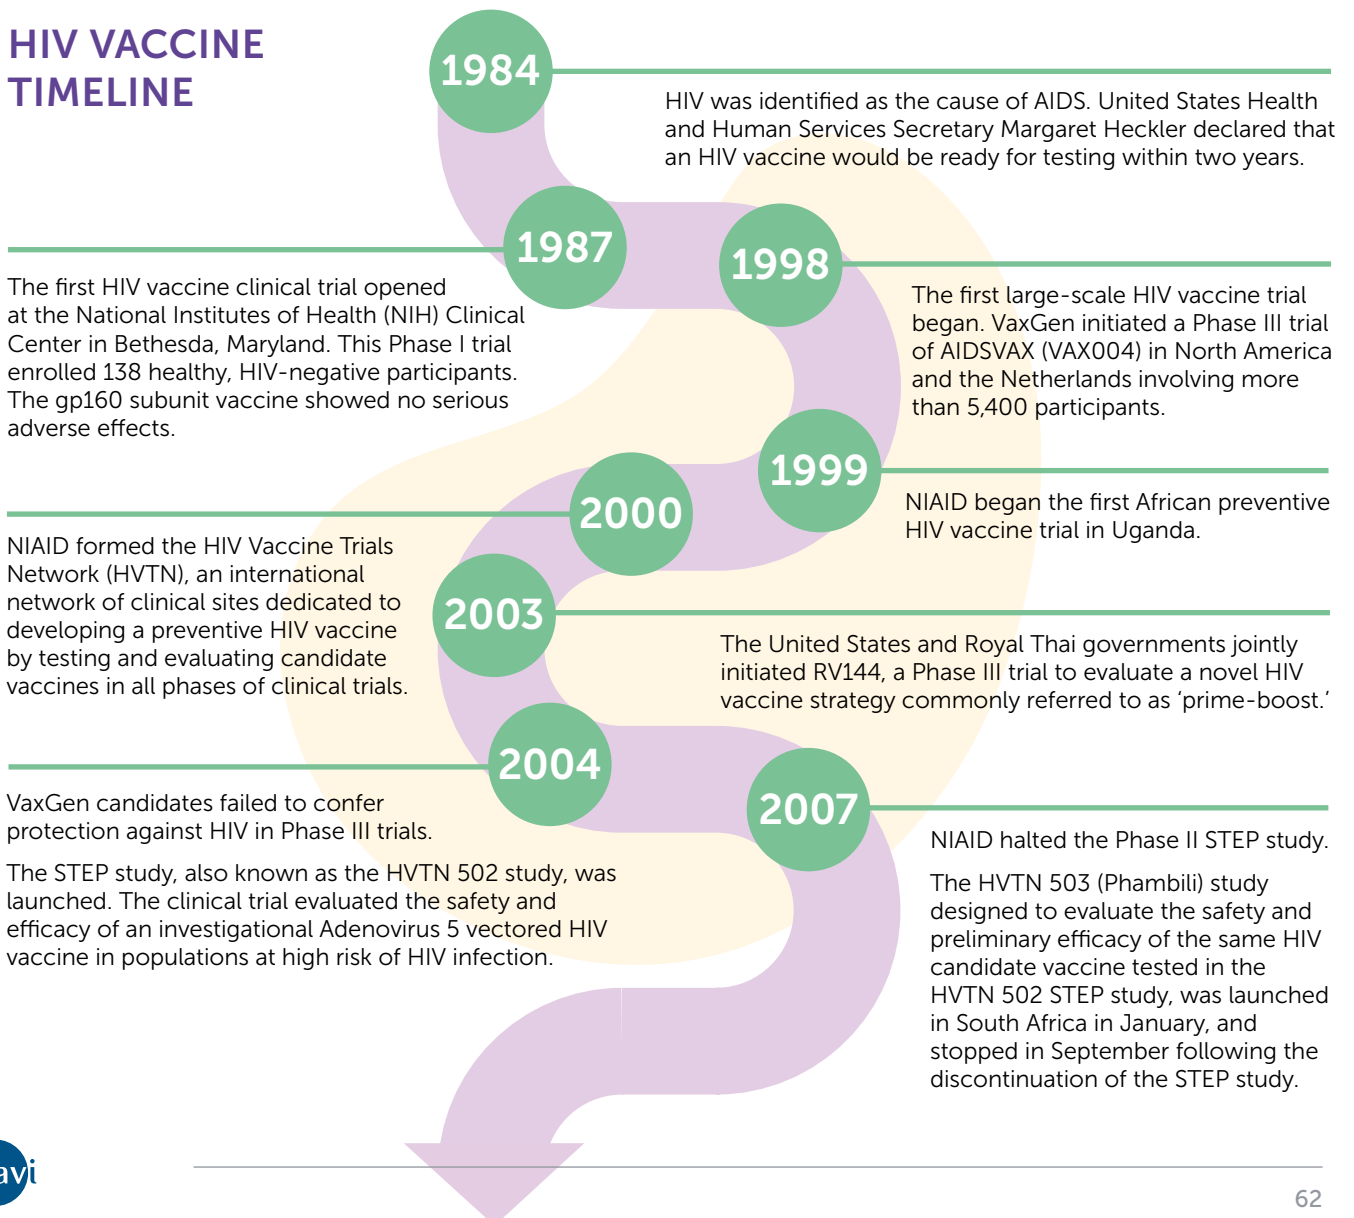 HIV VACCINE
TIMELINE
1984
HIV was identified as the cause of AIDS. United States Health
and Human Services Secretary Margaret Heckler declared that
an HIV vaccine would be ready for testing within two years.
1987
The first HIV vaccine clinical trial opened
at the National Institutes of Health (NIH) Clinical
Center in Bethesda, Maryland. This Phase I trial
enrolled 138 healthy, HIV-negative participants.
The gp160 subunit vaccine showed no serious
adverse effects.
1998
The first large-scale HIV vaccine trial
began. VaxGen initiated a Phase III trial
of AIDSVAX (VAX004) in North America
and the Netherlands involving more
than 5,400 participants.
1999
NIAID began the first African preventive
HIV vaccine trial in Uganda.
2000
NIAID formed the HIV Vaccine Trials
Network (HVTN), an international
network of clinical sites dedicated to
developing a preventive HIV vaccine
by testing and evaluating candidate
vaccines in all phases of clinical trials.
2003
The United States and Royal Thai governments jointly
initiated RV144, a Phase III trial to evaluate a novel HIV
vaccine strategy commonly referred to as ‘prime-boost.’
2004
VaxGen candidates failed to confer
protection against HIV in Phase III trials.
The STEP study, also known as the HVTN 502 study, was
launched. The clinical trial evaluated the safety and
efficacy of an investigational Adenovirus 5 vectored HIV
vaccine in populations at high risk of HIV infection.
2007
NIAID halted the Phase II STEP study.
The HVTN 503 (Phambili) study
designed to evaluate the safety and
preliminary efficacy of the same HIV
candidate vaccine tested in the
HVTN 502 STEP study, was launched
in South Africa in January, and
stopped in September following the
discontinuation of the STEP study.
avi
62